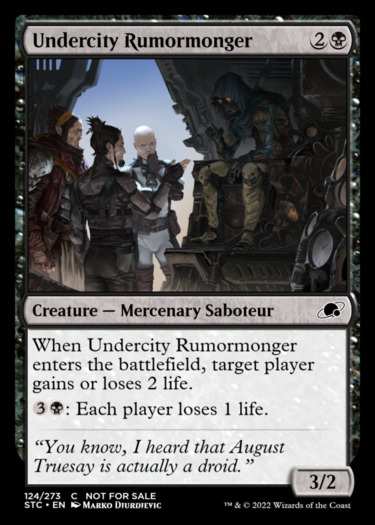 Undercity Rumormonger 2
Creature — Mercenary Saboteur
When Undercity Rumormonger
enters the battlefield, target player
gains or loses 2 life.
3 : Each player loses 1 life.
“You know, I heard that August
Truesay is actually a droid.”
3/2
124/273 C NOT FOR SALE
STC • EN Marko Djurdjevic
™ & © 2022 Wizards of the Coast